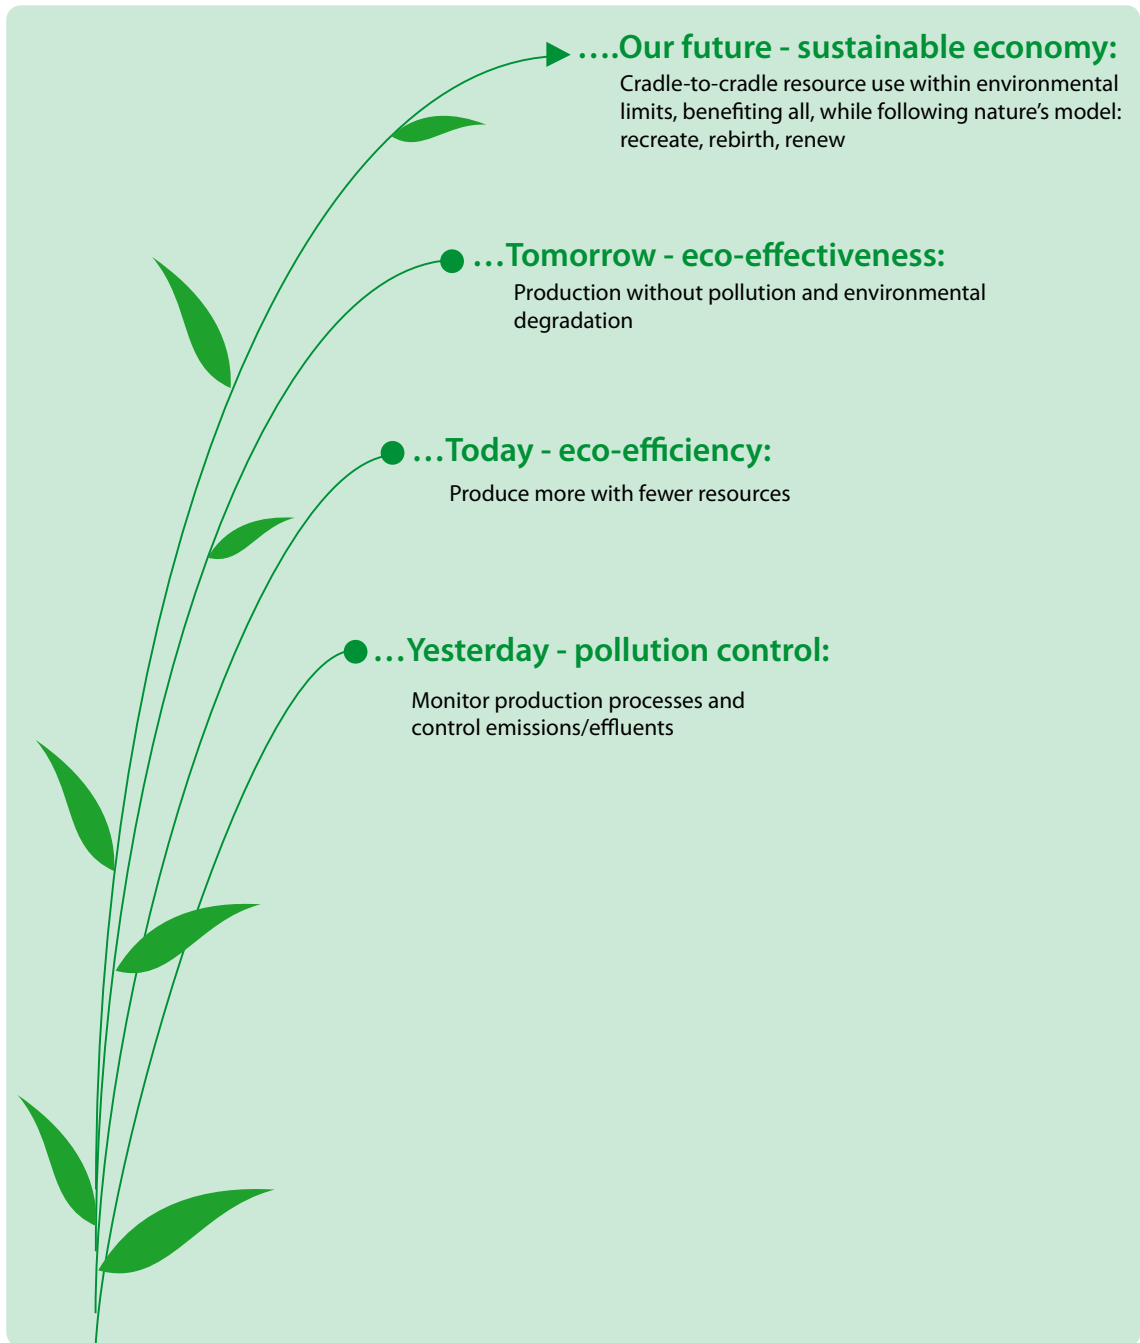 ….Our future - sustainable economy:
Cradle-to-cradle resource use within environmental
limits, benefiting all, while following nature’s model:
recreate, rebirth, renew
…Tomorrow - eco-effectiveness:
Production without pollution and environmental
degradation
…Today - eco-efficiency:
Produce more with fewer resources
…Yesterday - pollution control:
Monitor production processes and
control emissions/effluents